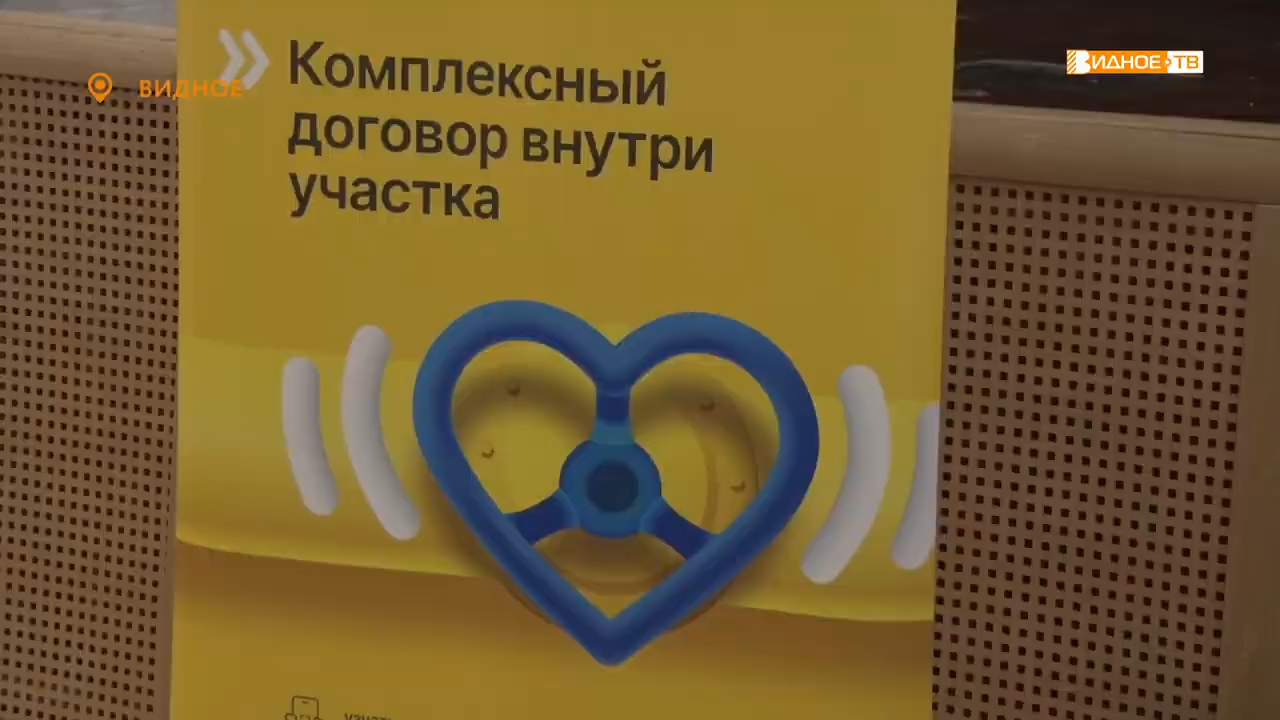 Комплексный
договор внутри
участка
ВИДНОЕ
ВИДНОЕ ТВ